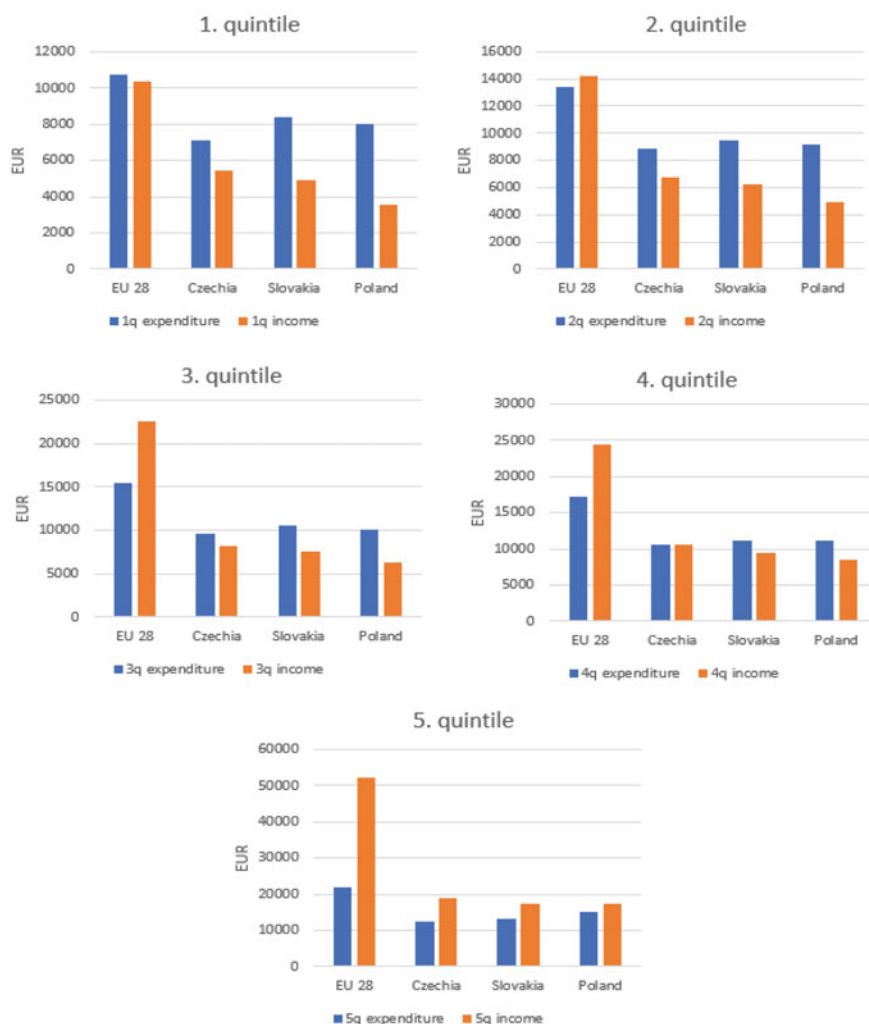 1. quintile
12000
10000
8000
6000
4000
2000
0
EUR
EU 28 Czechia Slovakia Poland
1q expenditure 1q income
2. quintile
16000
14000
12000
10000
8000
6000
4000
2000
0
EUR
EU 28 Czechia Slovakia Poland
2q expenditure 2q income
3. quintile
25000
20000
15000
10000
5000
0
EUR
EU 28 Czechia Slovakia Poland
3q expenditure 3q income
4. quintile
30000
25000
20000
15000
10000
5000
0
EUR
EU 28 Czechia Slovakia Poland
4q expenditure 4q income
5. quintile
60000
50000
40000
30000
20000
10000
0
EUR
EU 28 Czechia Slovakia Poland
5q expenditure 5q income